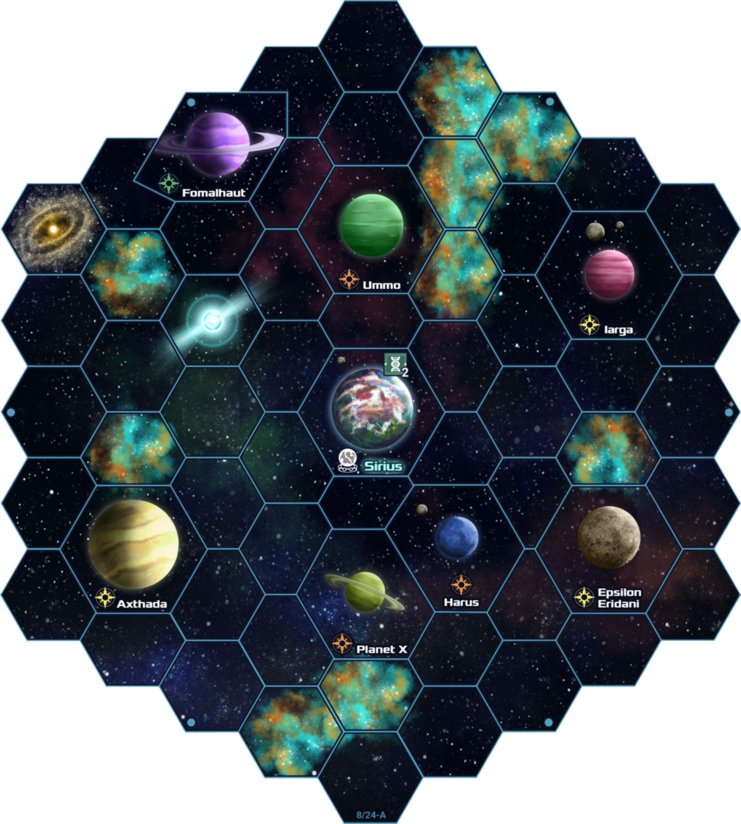 Fomalhaut
Ummo
Iarga
2
Sirius
Axthada
Harus
Epsilon
Eridani
Planet X
8/24-A